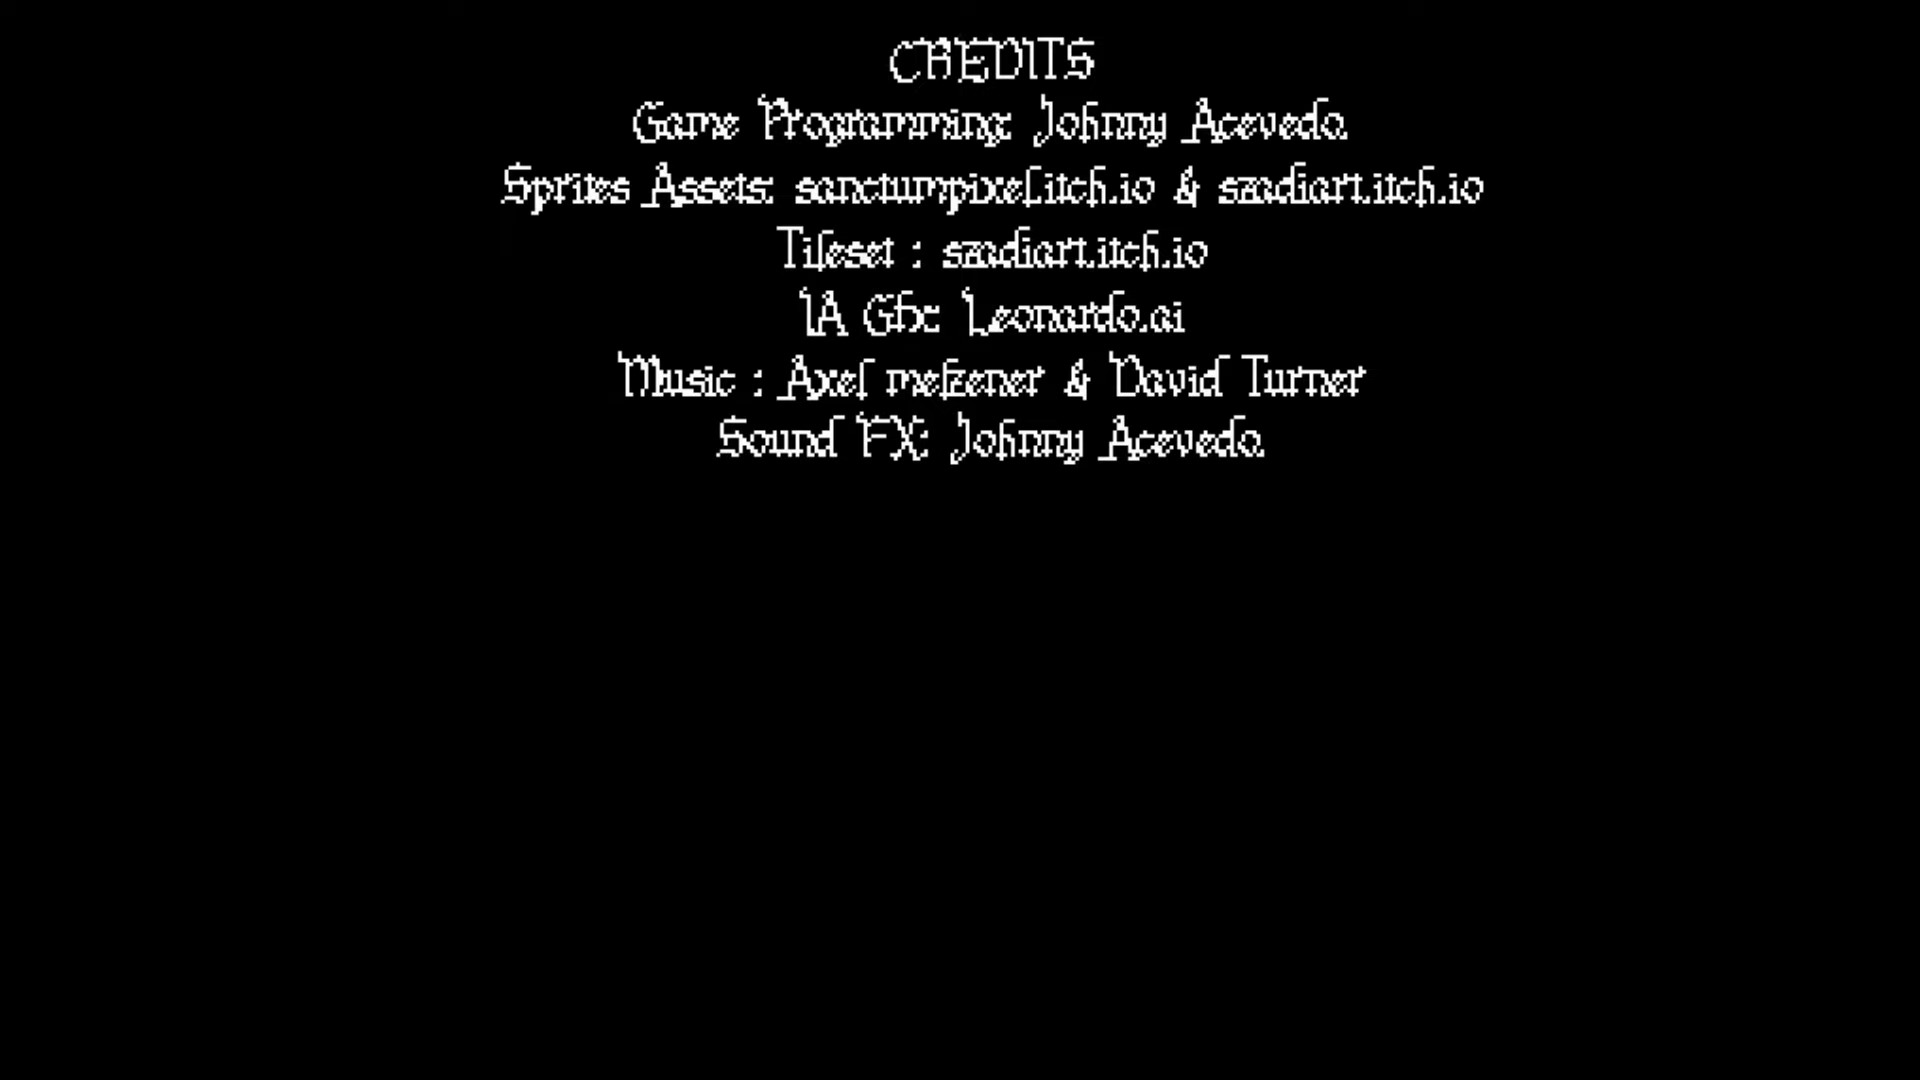 CREDITS
Game Programming: Johnny Acevedo.
Sprites Assets: sanctumpixel.itch.io & szadiart.itch.io
Tileset : szadiart.itch.io
IA Gfx: Leonardo.ai
Music : Axel melzener & David Turner
Sound FX: Johnny Acevedo.